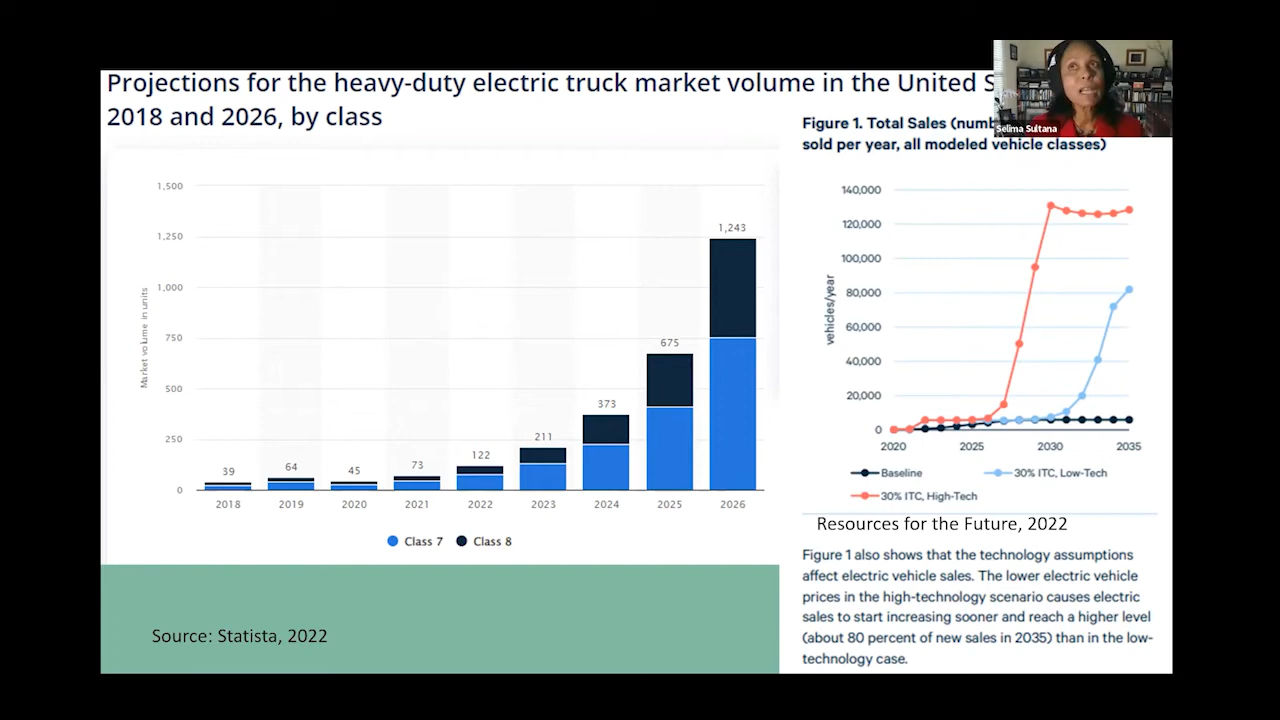 Projections for the heavy-duty electric truck market volume in the United
2018 and 2026, by class
Selima Sultana
Market volume in units
1,500
1,250
1,000
750
500
250
0
39
64
45
73
122
211
373
675
1,243
2018
2019
2020
2021
2022
2023
2024
2025
2026
Class 7
Class 8
Source: Statista, 2022
Figure 1. Total Sales
sold per year, all modeled vehicle classes)
vehicles/year
140,000
120,000
100,000
80,000
60,000
40,000
20,000
0
2020
2025
2030
2035
Baseline
30% ITC, Low-Tech
30% ITC, High-Tech
Resources for the Future, 2022
Figure 1 also shows that the technology assumptions
affect electric vehicle sales. The lower electric vehicle
prices in the high-technology scenario causes electric
sales to start increasing sooner and reach a higher level
(about 80 percent of new sales in 2035) than in the low-
technology case.